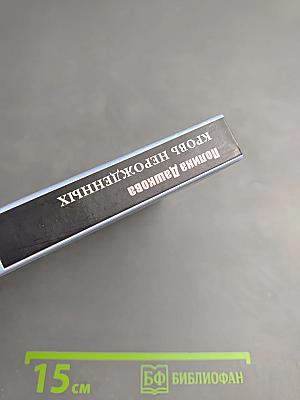 Полина Дашкова
КРОВЬ НЕРОЖДЕННЫХ
15 см
БФ БИБЛИОФАН